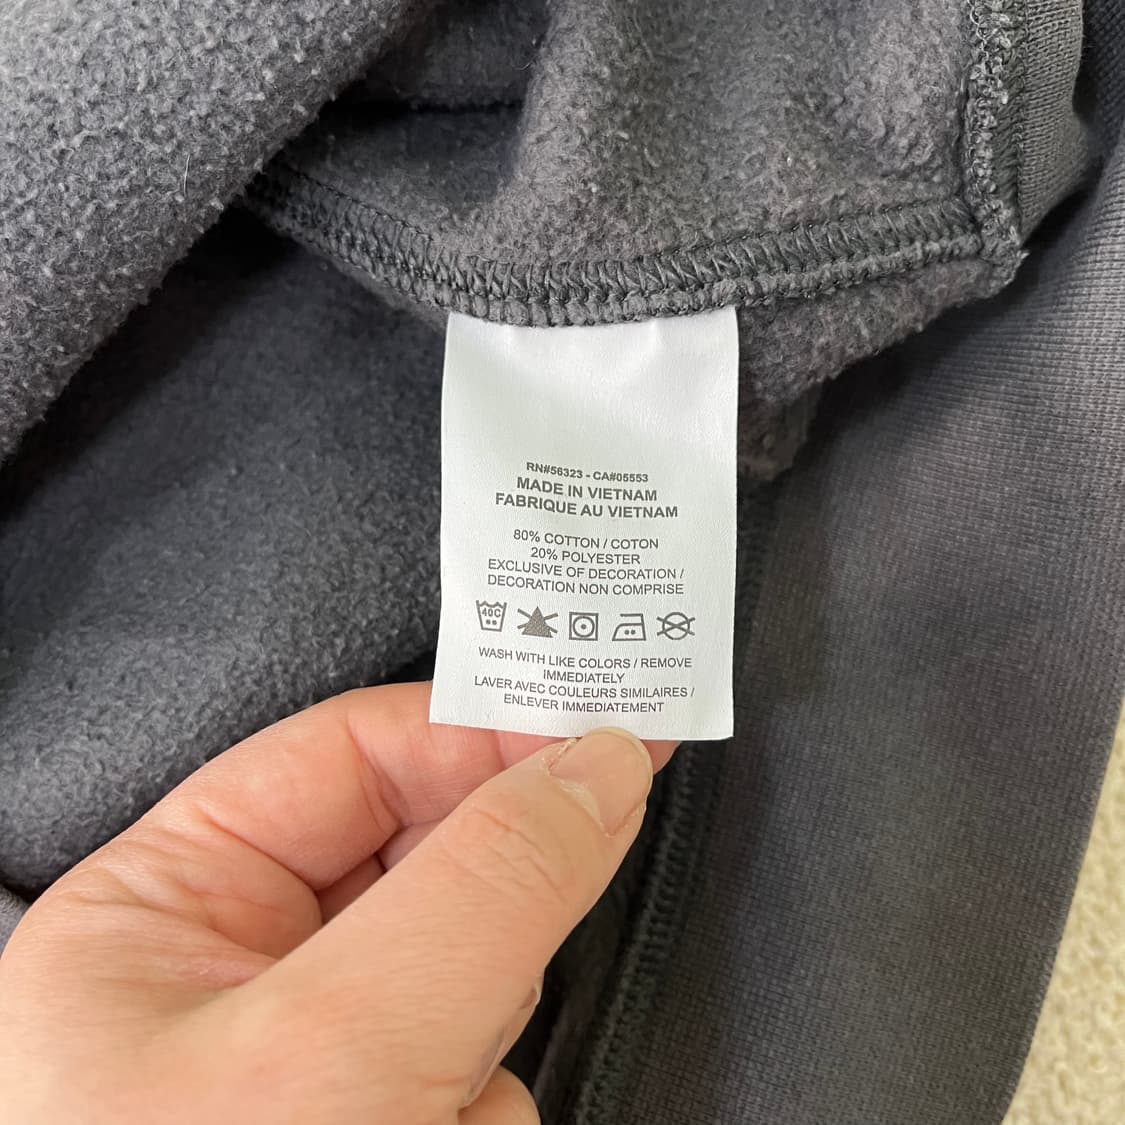 RN#56323 - CA#05553
MADE IN VIETNAM
FABRIQUE AU VIETNAM
80% COTTON / COTON
20% POLYESTER
EXCLUSIVE OF DECORATION /
DECORATION NON COMPRISE
40C
WASH WITH LIKE COLORS / REMOVE
IMMEDIATELY
LAVER AVEC COULEURS SIMILAIRES /
ENLEVER IMMEDIATEMENT